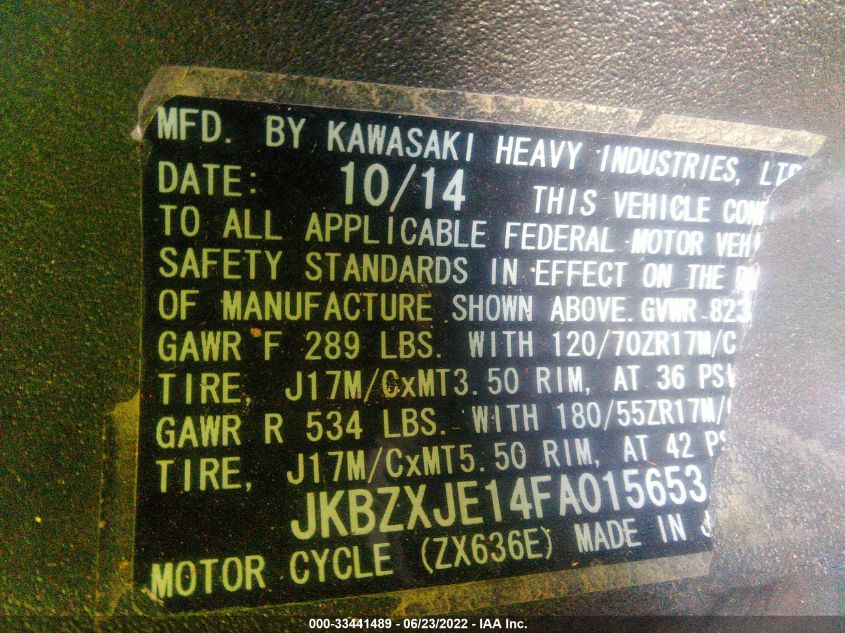 MFD. BY KAWASAKI HEAVY INDUSTRIES, LTD
DATE: 10/14 THIS VEHICLE CON
TO ALL APPLICABLE FEDERAL MOTOR VEH
SAFETY STANDARDS IN EFFECT ON THE
OF MANUFACTURE SHOWN ABOVE. GVWR 823
GAWR F 289 LBS. WITH 120/70ZR17M/C
TIRE, J17M/CxMT3.50 RIM, AT 36 PS
GAWR R 534 LBS. WITH 180/55ZR17M/
TIRE, J17M/CxMT5.50 RIM, AT 42 PS
JKBZXJE14FA015653
MOTOR CYCLE (ZX636E) MADE IN
000-33441489 - 06/23/2022 - IAA Inc.